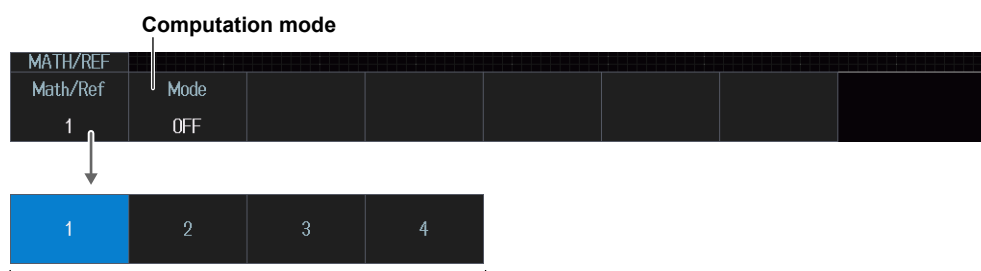 Computation mode
MATH/REF
Math/Ref Mode
1 OFF
1 2 3 4